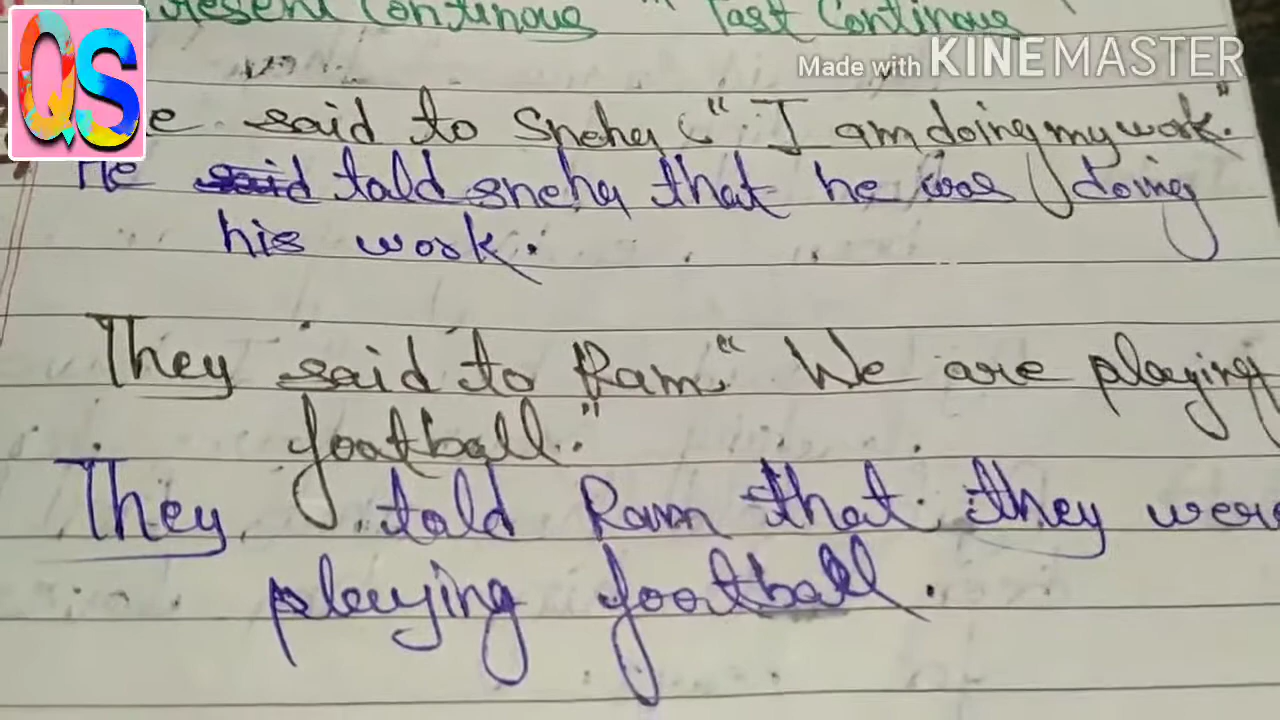 Present Continuous " Past Continous
Made with KINEMASTER
QS
e said to Sneha, "I am doing my work."
He said told sneha that he was doing
his work.
They said to Ram, "We are playing
football."
They told Ram that they were
playing football.